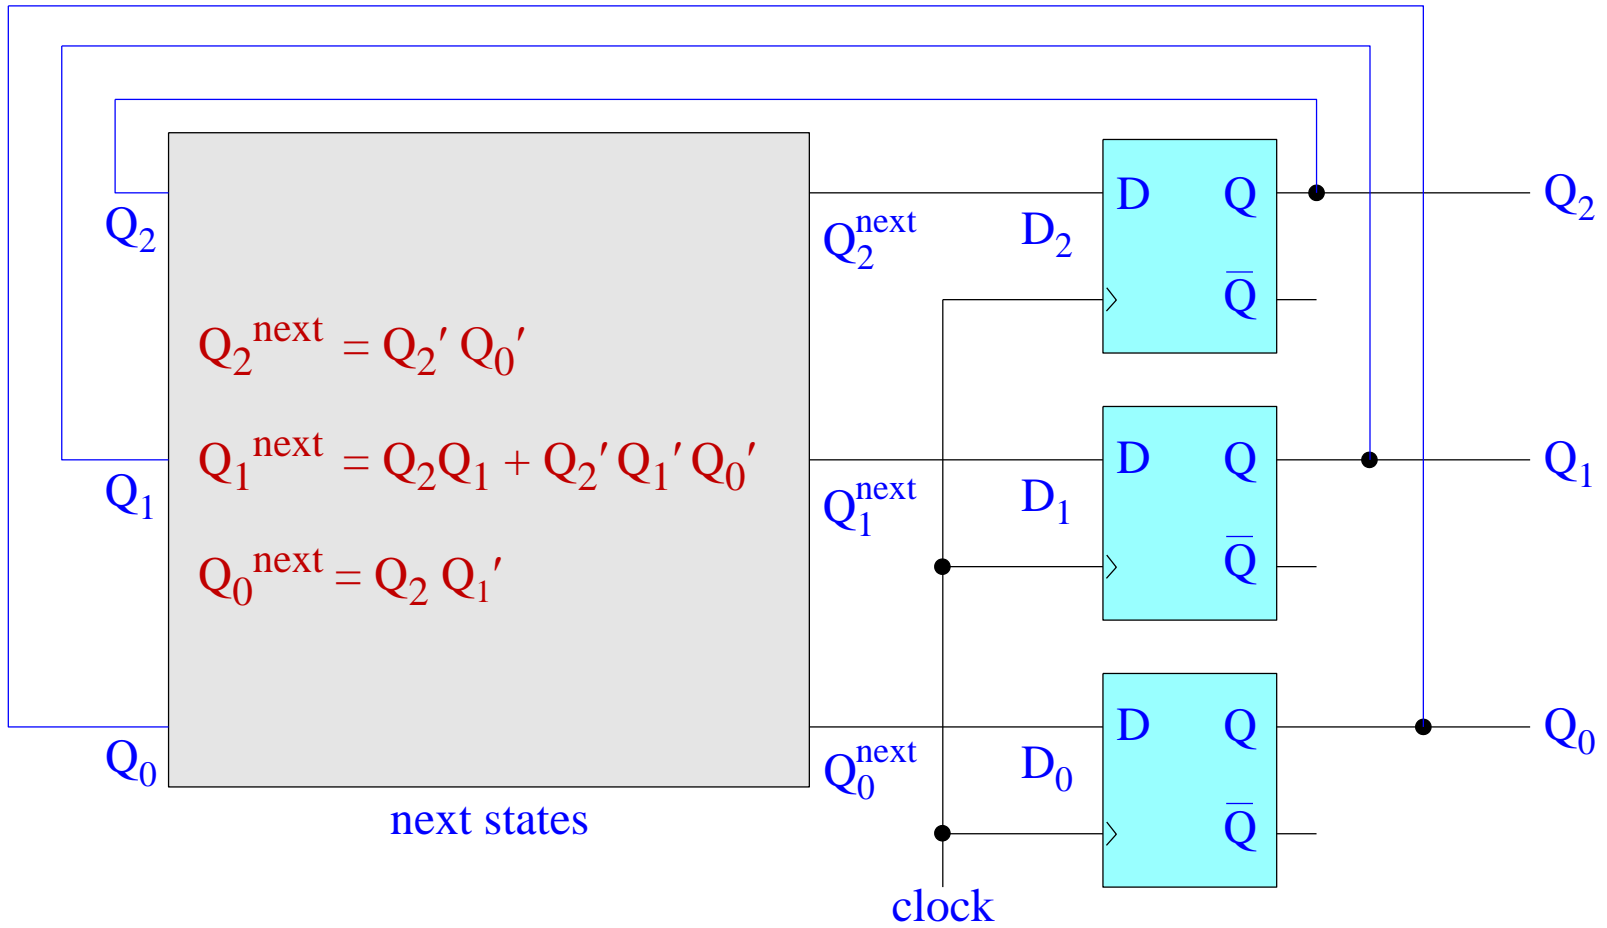 D Q Q₂
Q₂ Q₂ⁿᵉˣᵗ D₂
Q̅
Q₂ⁿᵉˣᵗ = Q₂′ Q₀′
Q₁ⁿᵉˣᵗ = Q₂Q₁ + Q₂′Q₁′Q₀′ D Q Q₁
Q₁ Q₁ⁿᵉˣᵗ D₁
Q₀ⁿᵉˣᵗ = Q₂ Q₁′ Q̅
D Q Q₀
Q₀ Q₀ⁿᵉˣᵗ D₀
next states Q̅
clock